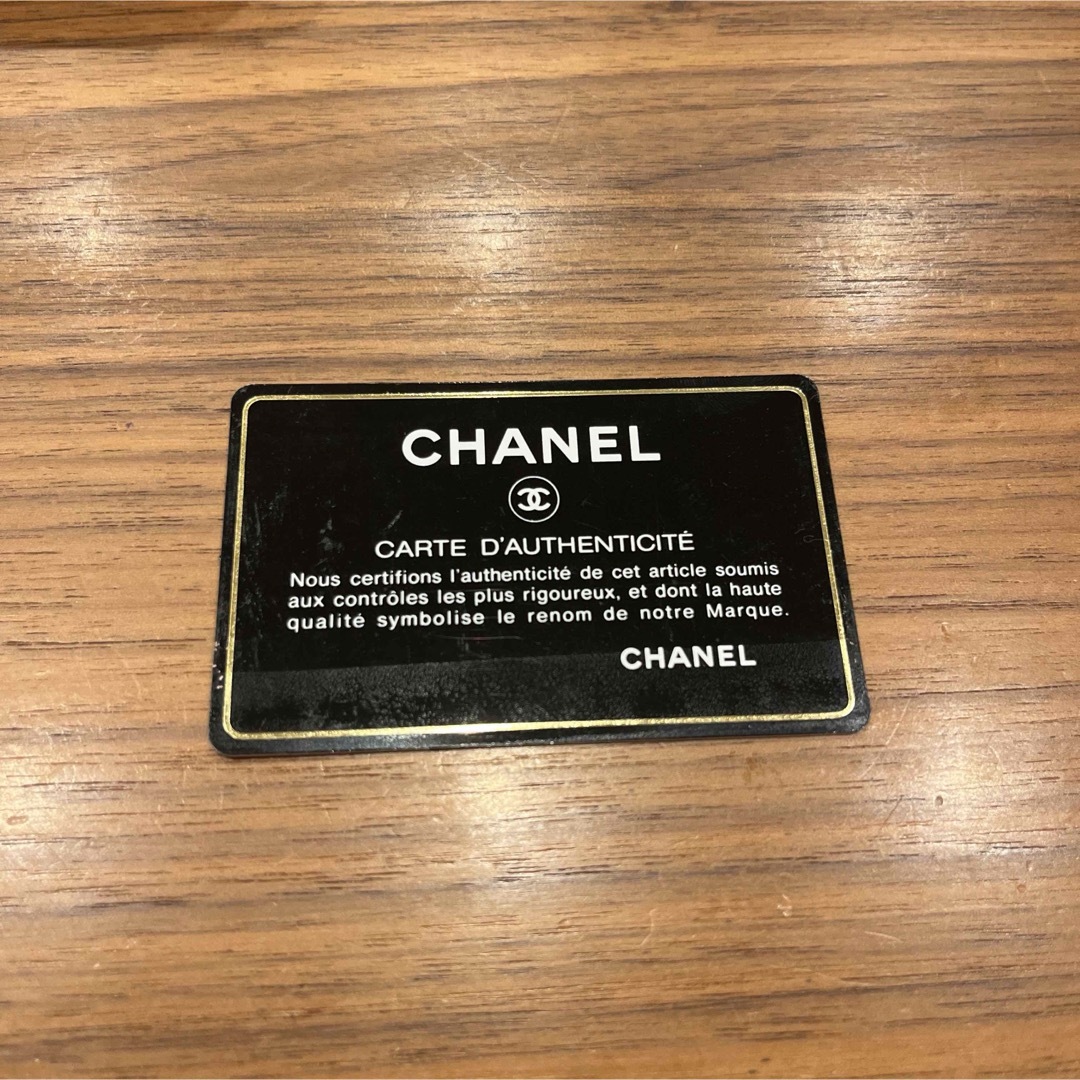 CHANEL
CARTE D'AUTHENTICITÉ
Nous certifions l'authenticité de cet article soumis
aux contrôles les plus rigoureux, et dont la haute
qualité symbolise le renom de notre Marque.
CHANEL